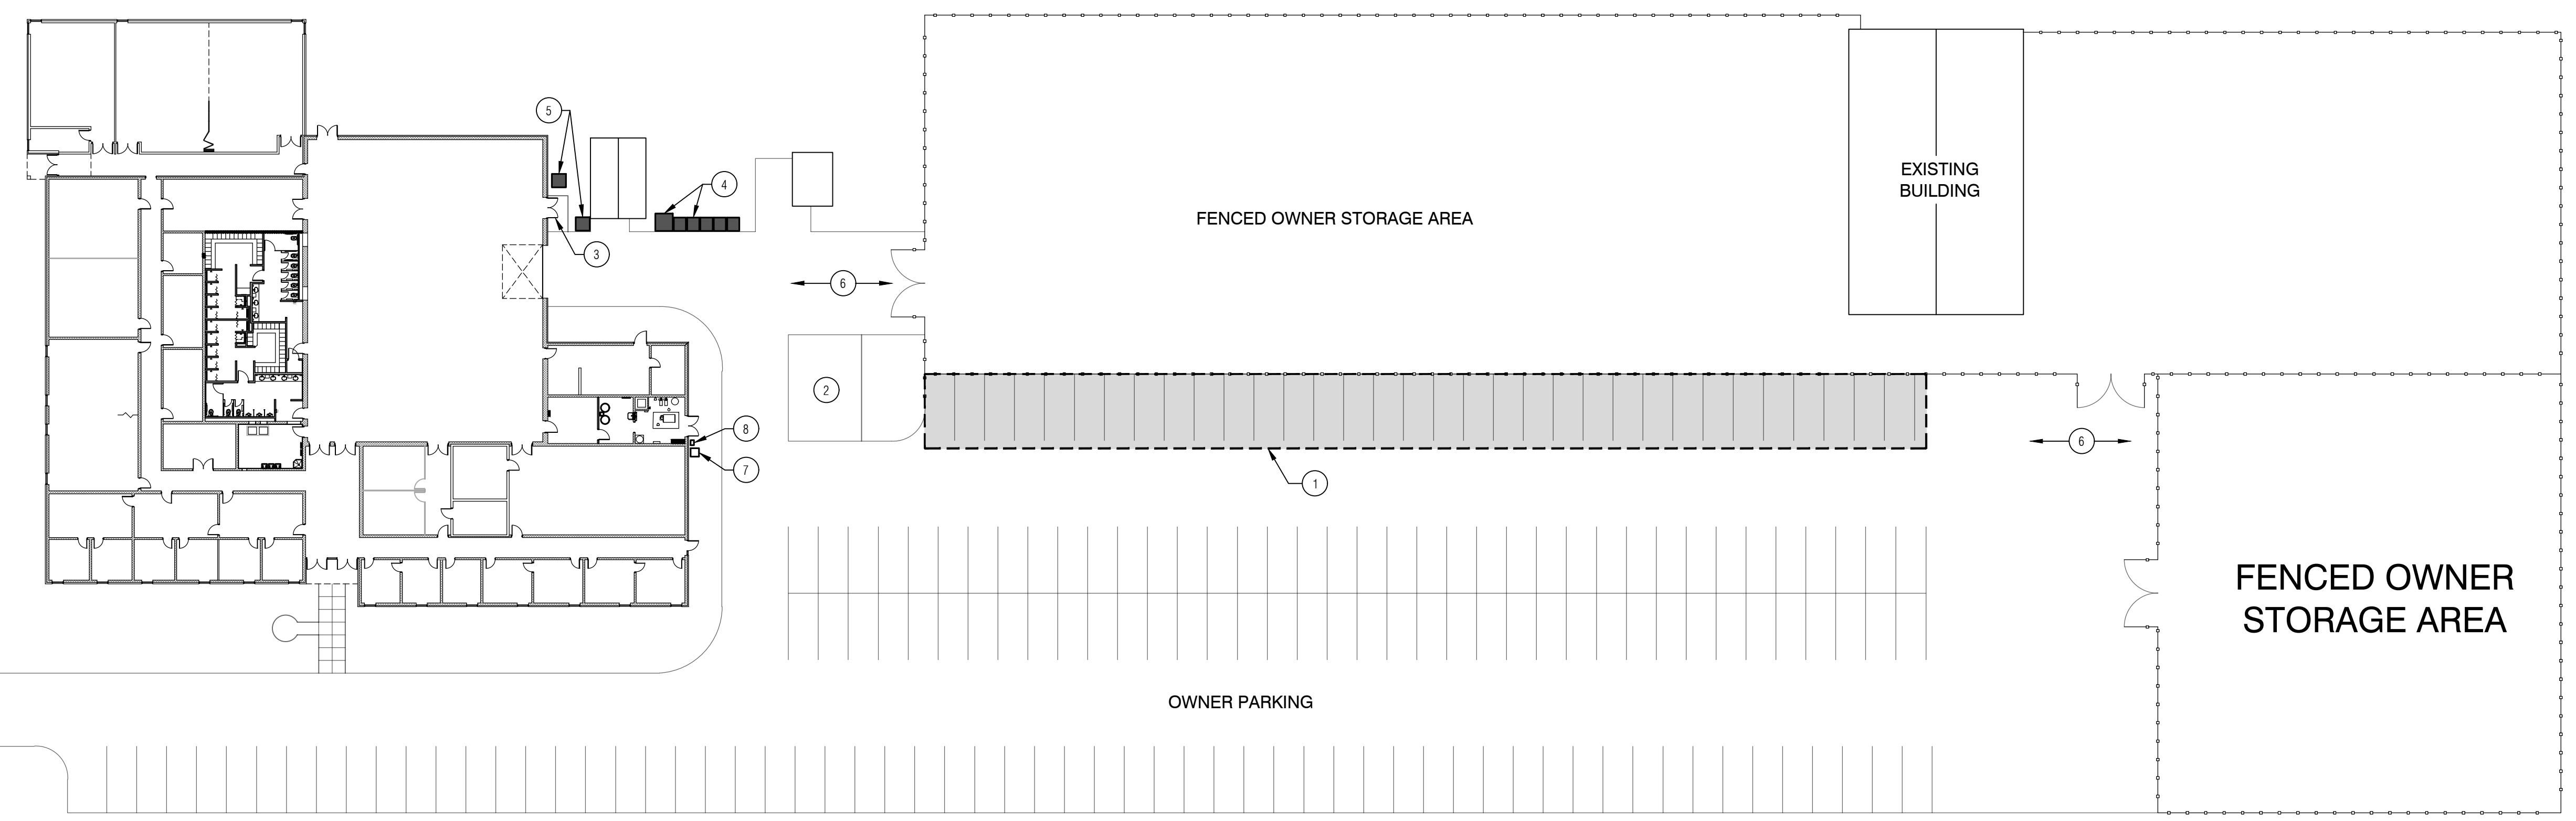 5
4
EXISTING
BUILDING
FENCED OWNER STORAGE AREA
3
6
2
8
6
7
1
FENCED OWNER
STORAGE AREA
OWNER PARKING